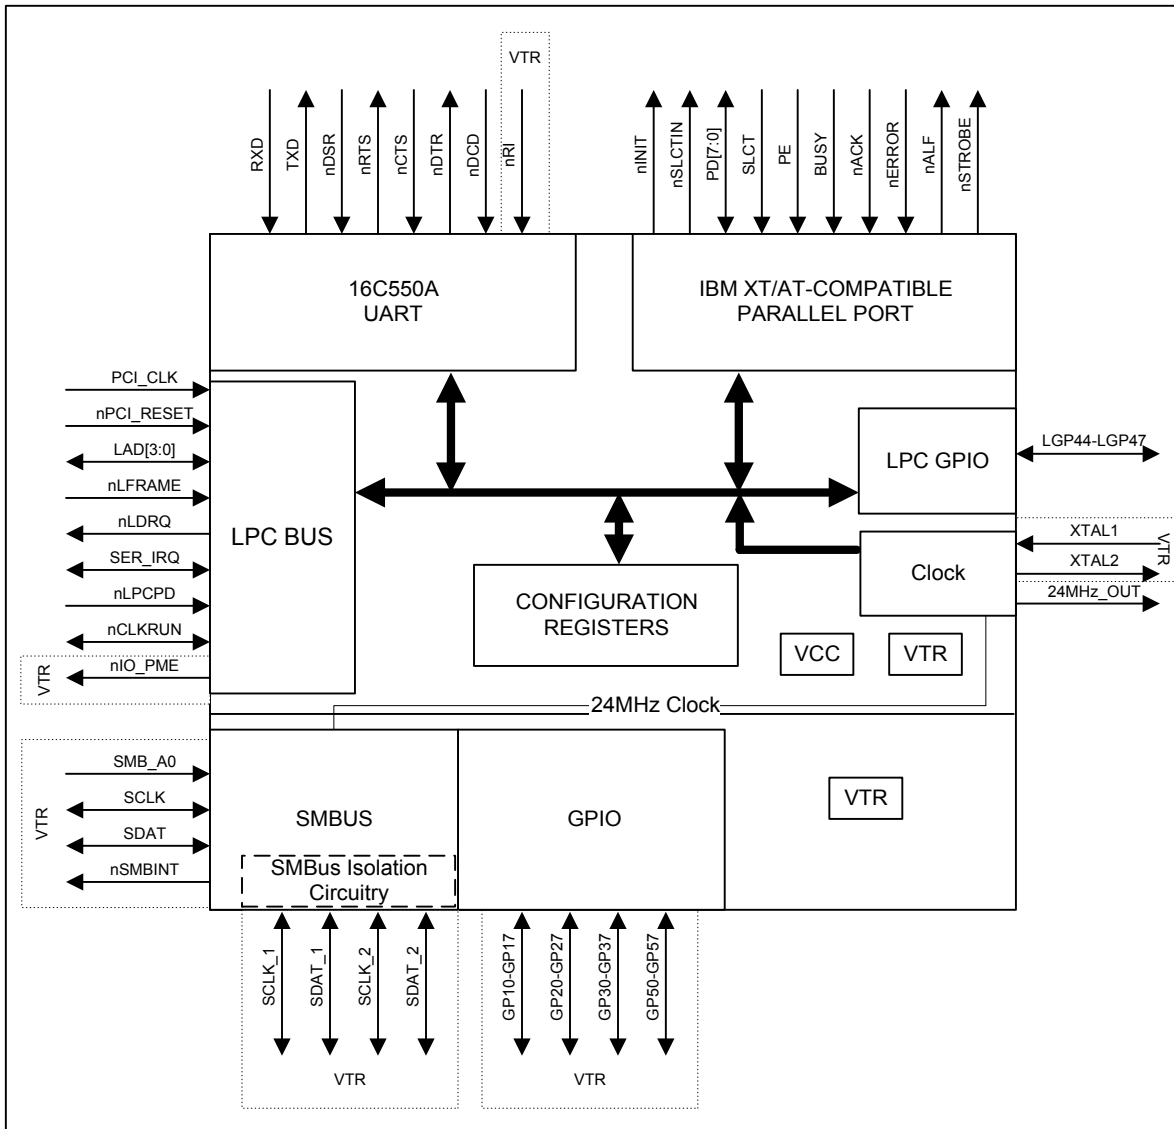 VTR
RXD
TXD
nDSR
nRTS
nCTS
nDTR
nDCD
nRI
nINIT
nSLCTIN
PD[7:0]
SLCT
PE
BUSY
nACK
nERROR
nALF
nSTROBE
16C550A
UART
IBM XT/AT-COMPATIBLE
PARALLEL PORT
PCI_CLK
nPCI_RESET
LAD[3:0]
nLFRAME
nLDRQ
SER_IRQ
nLPCPD
nCLKRUN
nIO_PME
VTR
LPC BUS
LPC GPIO
LGP44-LGP47
Clock
XTAL1
XTAL2
VTR
24MHz_OUT
CONFIGURATION
REGISTERS
VCC
VTR
24MHz Clock
SMB_A0
SCLK
SDAT
nSMBINT
VTR
SMBUS
GPIO
VTR
SMBus Isolation
Circuitry
SCLK_1
SDAT_1
SCLK_2
SDAT_2
VTR
GP10-GP17
GP20-GP27
GP30-GP37
GP50-GP57
VTR